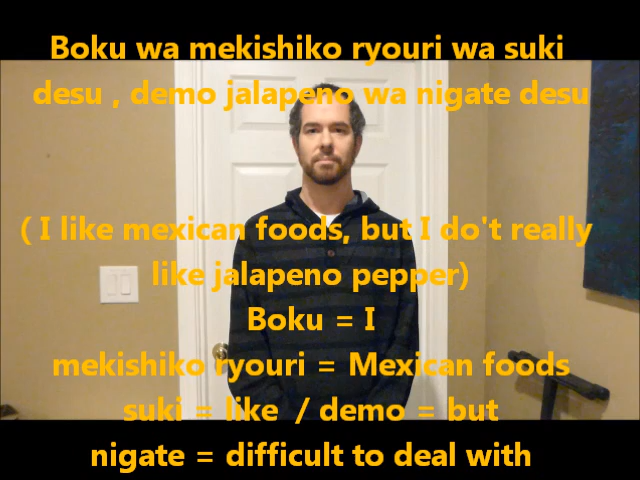 Boku wa mekishiko ryouri wa suki
desu , demo jalapeno wa nigate desu
( I like mexican foods, but I do't really
like jalapeno pepper)
Boku = I
mekishiko ryouri = Mexican foods
suki = like / demo = but
nigate = difficult to deal with